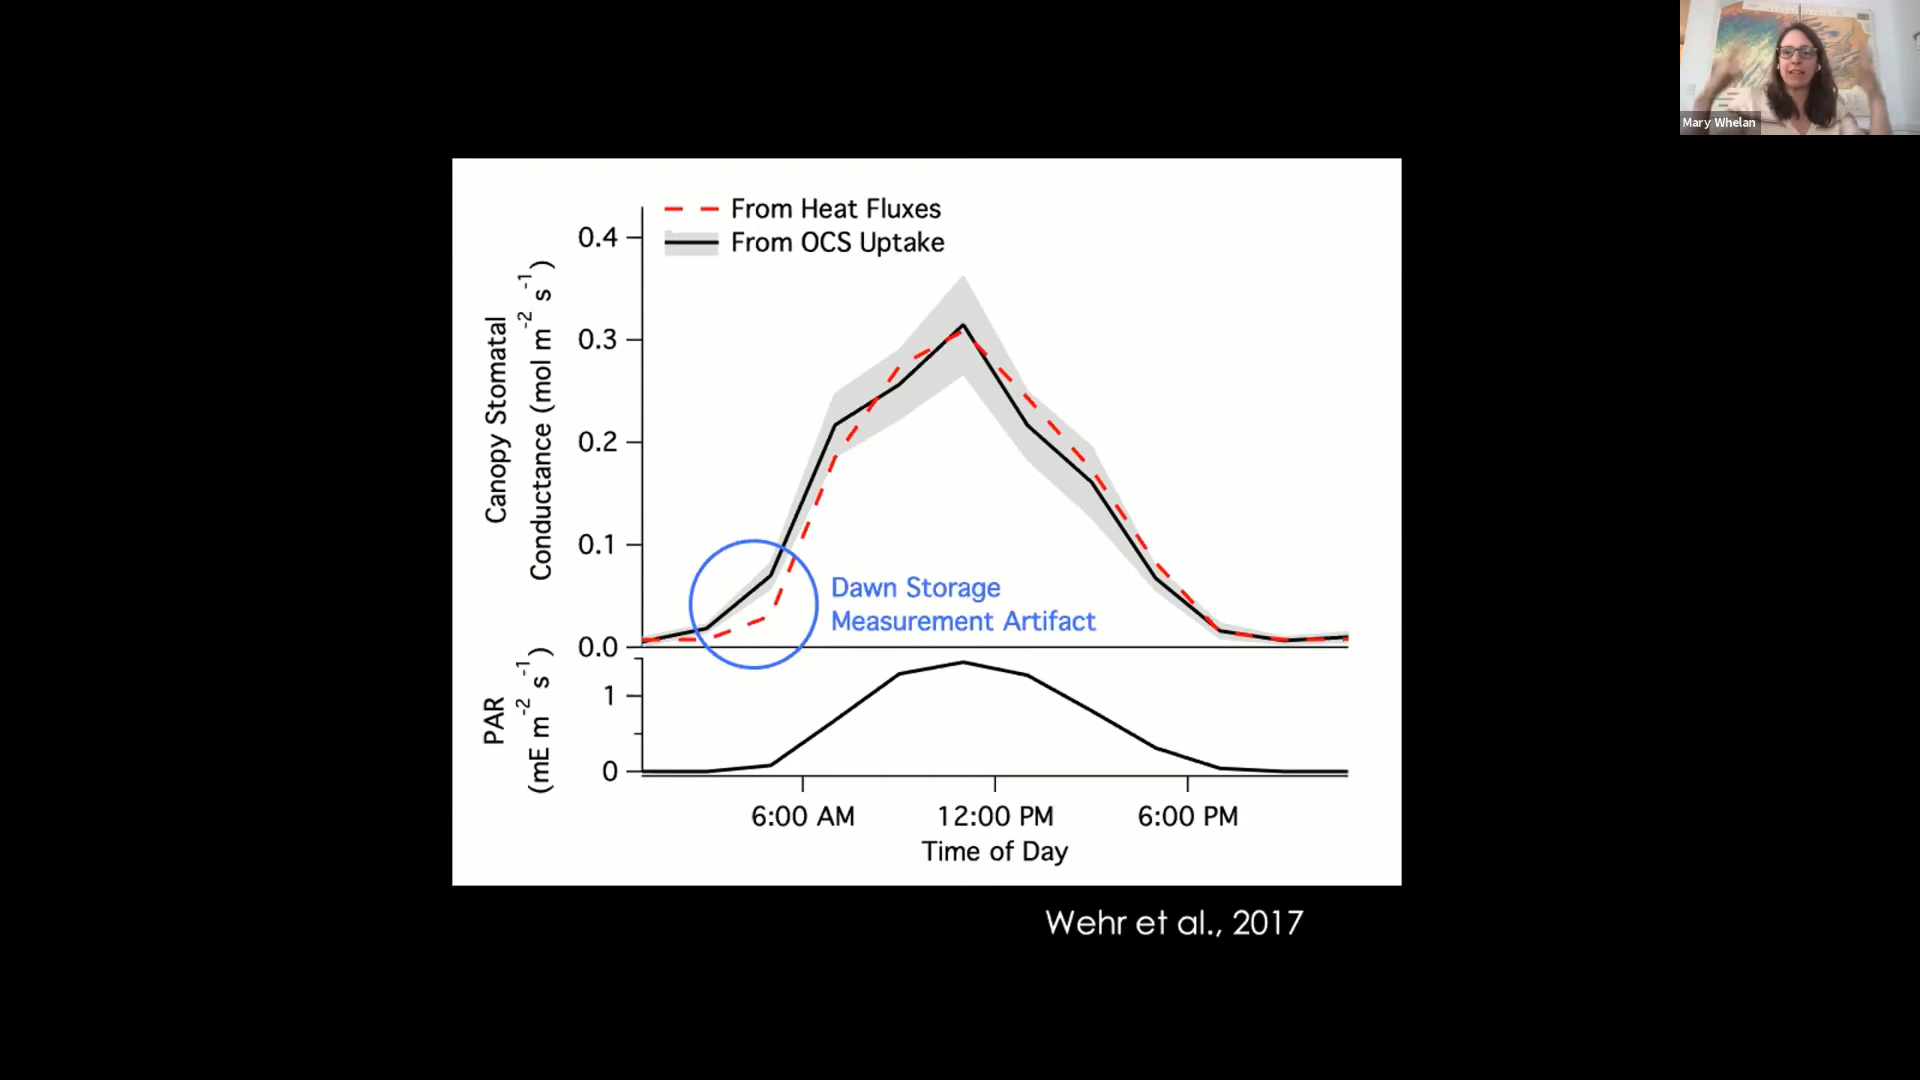 Mary Whelan
From Heat Fluxes
From OCS Uptake
Canopy Stomatal
Conductance (mol m⁻² s⁻¹)
0.4
0.3
0.2
0.1
0.0
Dawn Storage
Measurement Artifact
PAR
(mE m⁻² s⁻¹)
1
0
6:00 AM 12:00 PM 6:00 PM
Time of Day
Wehr et al., 2017